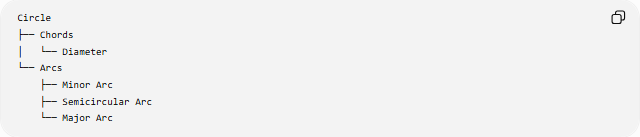 Circle
├── Chords
│   └── Diameter
└── Arcs
    ├── Minor Arc
    ├── Semicircular Arc
    └── Major Arc